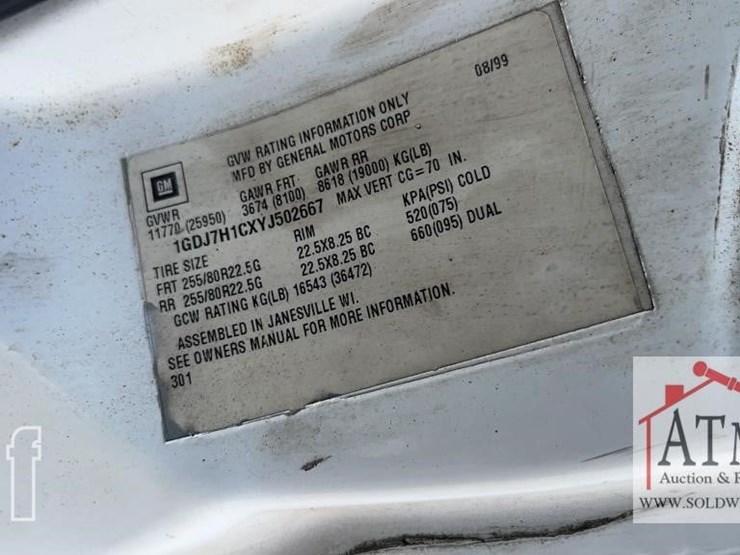 08/99
GVW RATING INFORMATION ONLY
MFD BY GENERAL MOTORS CORP
GM
GVWR GAWR FRT GAWR RR
11770 (25950) 3674 (8100) 8618 (19000) KG(LB)
1GDJ7H1CXYJ502667 MAX VERT CG=70 IN.
TIRE SIZE RIM KPA(PSI) COLD
FRT 255/80R22.5G 22.5X8.25 BC 520(075)
RR 255/80R22.5G 22.5X8.25 BC 660(095) DUAL
GCW RATING KG(LB) 16543 (36472)
ASSEMBLED IN JANESVILLE WI.
SEE OWNERS MANUAL FOR MORE INFORMATION.
301
f
ATM
Auction & 
WWW.SOLDW